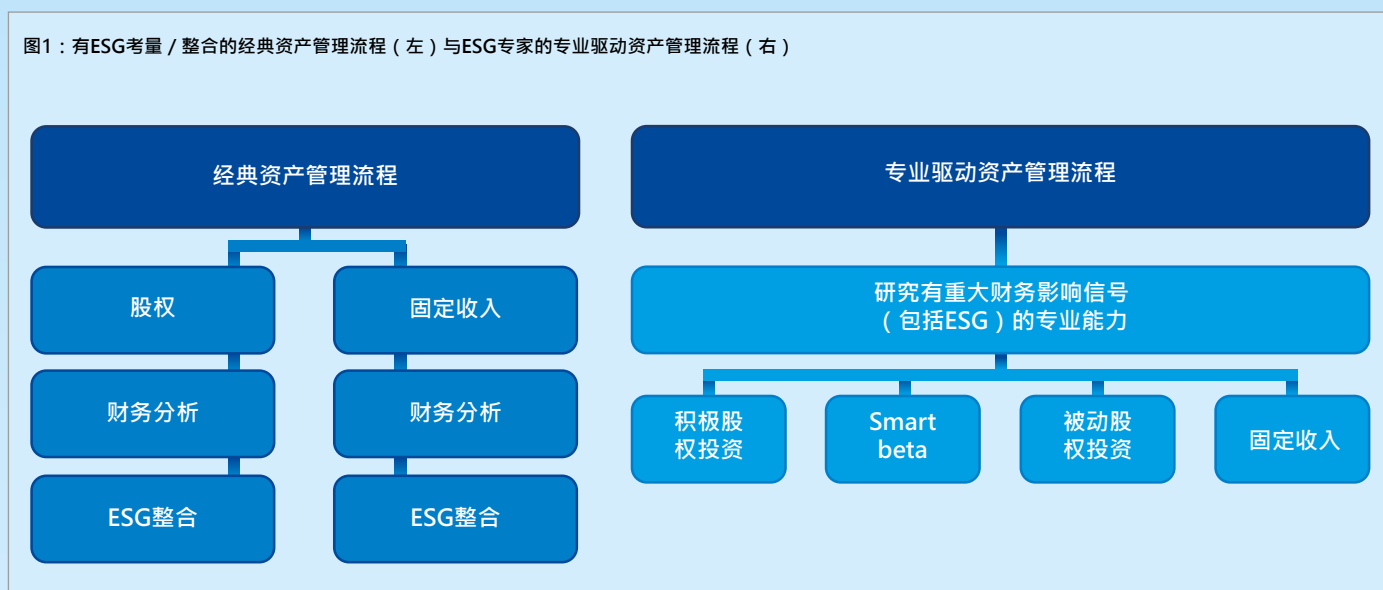 图1：有ESG考量 / 整合的经典资产管理流程（左）与ESG专家的专业驱动资产管理流程（右）
经典资产管理流程
股权
固定收入
财务分析
财务分析
ESG整合
ESG整合
专业驱动资产管理流程
研究有重大财务影响信号
（包括ESG）的专业能力
积极股
权投资
Smart
beta
被动股
权投资
固定收入